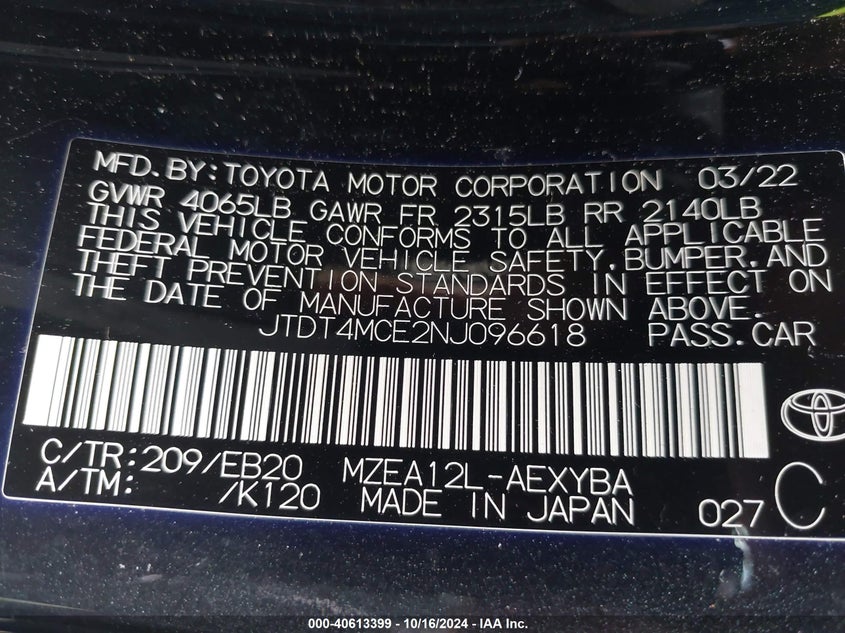 MFD.BY:TOYOTA MOTOR CORPORATION 03/22
GVWR 4065LB GAWR FR 2315LB RR 2140LB
THIS VEHICLE CONFORMS TO ALL APPLICABLE
FEDERAL MOTOR VEHICLE SAFETY,BUMPER,AND
THEFT PREVENTION STANDARDS IN EFFECT ON
THE DATE OF MANUFACTURE SHOWN ABOVE.
JTDT4MCE2NJ096618 PASS.CAR
C/TR:209/EB20 MZEA12L-AEXYBA
A/TM: /K120 MADE IN JAPAN 027 C
000-40613399 - 10/16/2024 - IAA Inc.